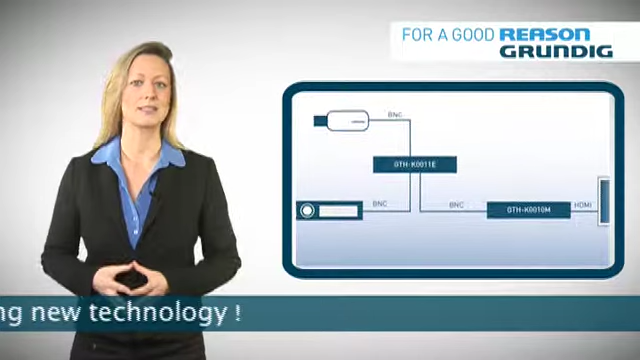 FOR A GOOD REASON
GRUNDIG
BNC
GTH-K0011E
BNC
BNC
GTH-K0010M
HDMI
ng new technology !